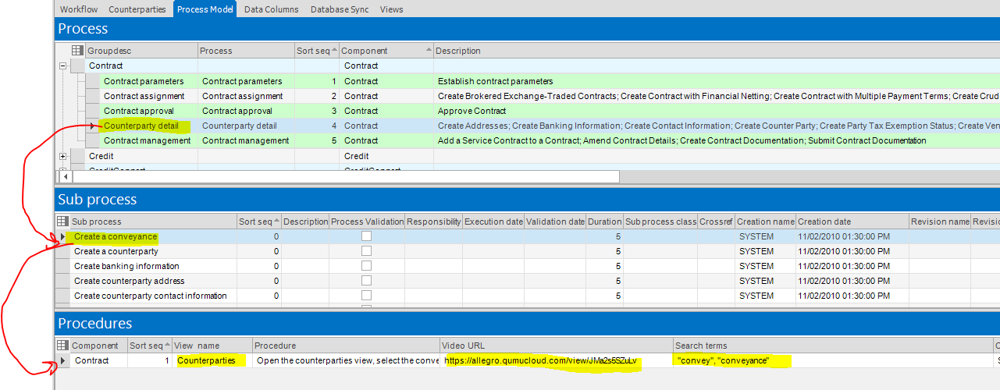 Workflow Counterparties Process Model Data Columns Database Sync Views
Process
Groupdesc Process Sort seq Component Description
Contract Contract
Contract parameters Contract parameters 1 Contract Establish contract parameters
Contract assignment Contract assignment 2 Contract Create Brokered Exchange-Traded Contracts; Create Contract with Financial Netting; Create Contract with Multiple Payment Terms; Create Crud
Contract approval Contract approval 3 Contract Approve Contract
Counterparty detail Counterparty detail 4 Contract Create Addresses; Create Banking Information; Create Contact Information; Create Counter Party; Create Party Tax Exemption Status; Create Ven
Contract management Contract management 5 Contract Add a Service Contract to a Contract; Amend Contract Details; Create Contract Documentation; Submit Contract Documentation
Credit Credit
CreditConnect CreditConnect
Sub process
Sub process Sort seq Description Process Validation Responsibility Execution date Validation date Duration Sub process class Crossref Creation name Creation date Revision name Revisio
Create a conveyance 0 5 SYSTEM 11/02/2010 01:30:00 PM
Create a counterparty 0 5 SYSTEM 11/02/2010 01:30:00 PM
Create banking information 0 5 SYSTEM 11/02/2010 01:30:00 PM
Create counterparty address 0 5 SYSTEM 11/02/2010 01:30:00 PM
Create counterparty contact information 0 5 SYSTEM 11/02/2010 01:30:00 PM
Procedures
Component Sort seq View name Procedure Video URL Search terms C
Contract 1 Counterparties Open the counterparties view, select the conve https://allegro.qumucloud.com/view/JMa2s5SZuLv "convey", "conveyance" S